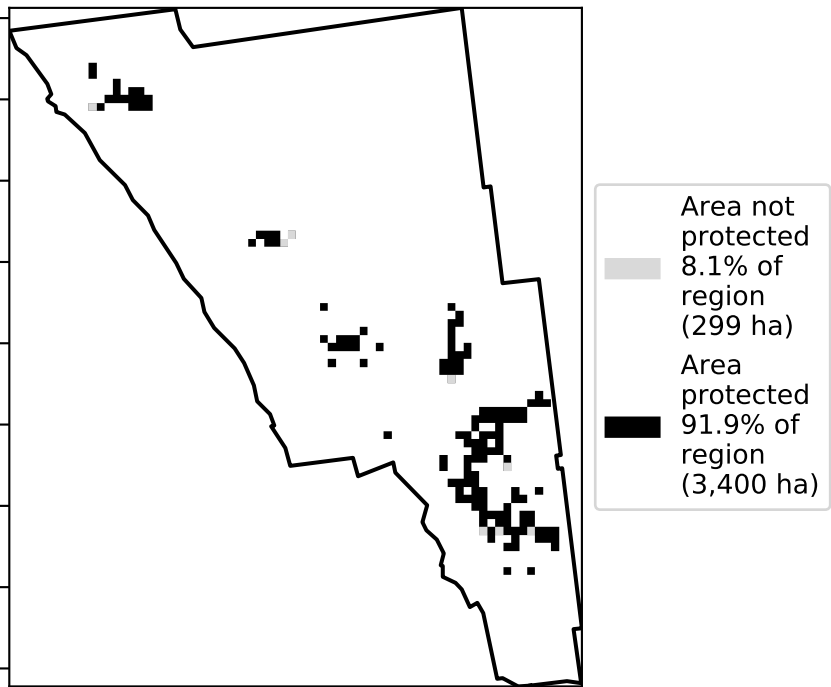 Area not
protected
8.1% of
region
(299 ha)
Area
protected
91.9% of
region
(3,400 ha)